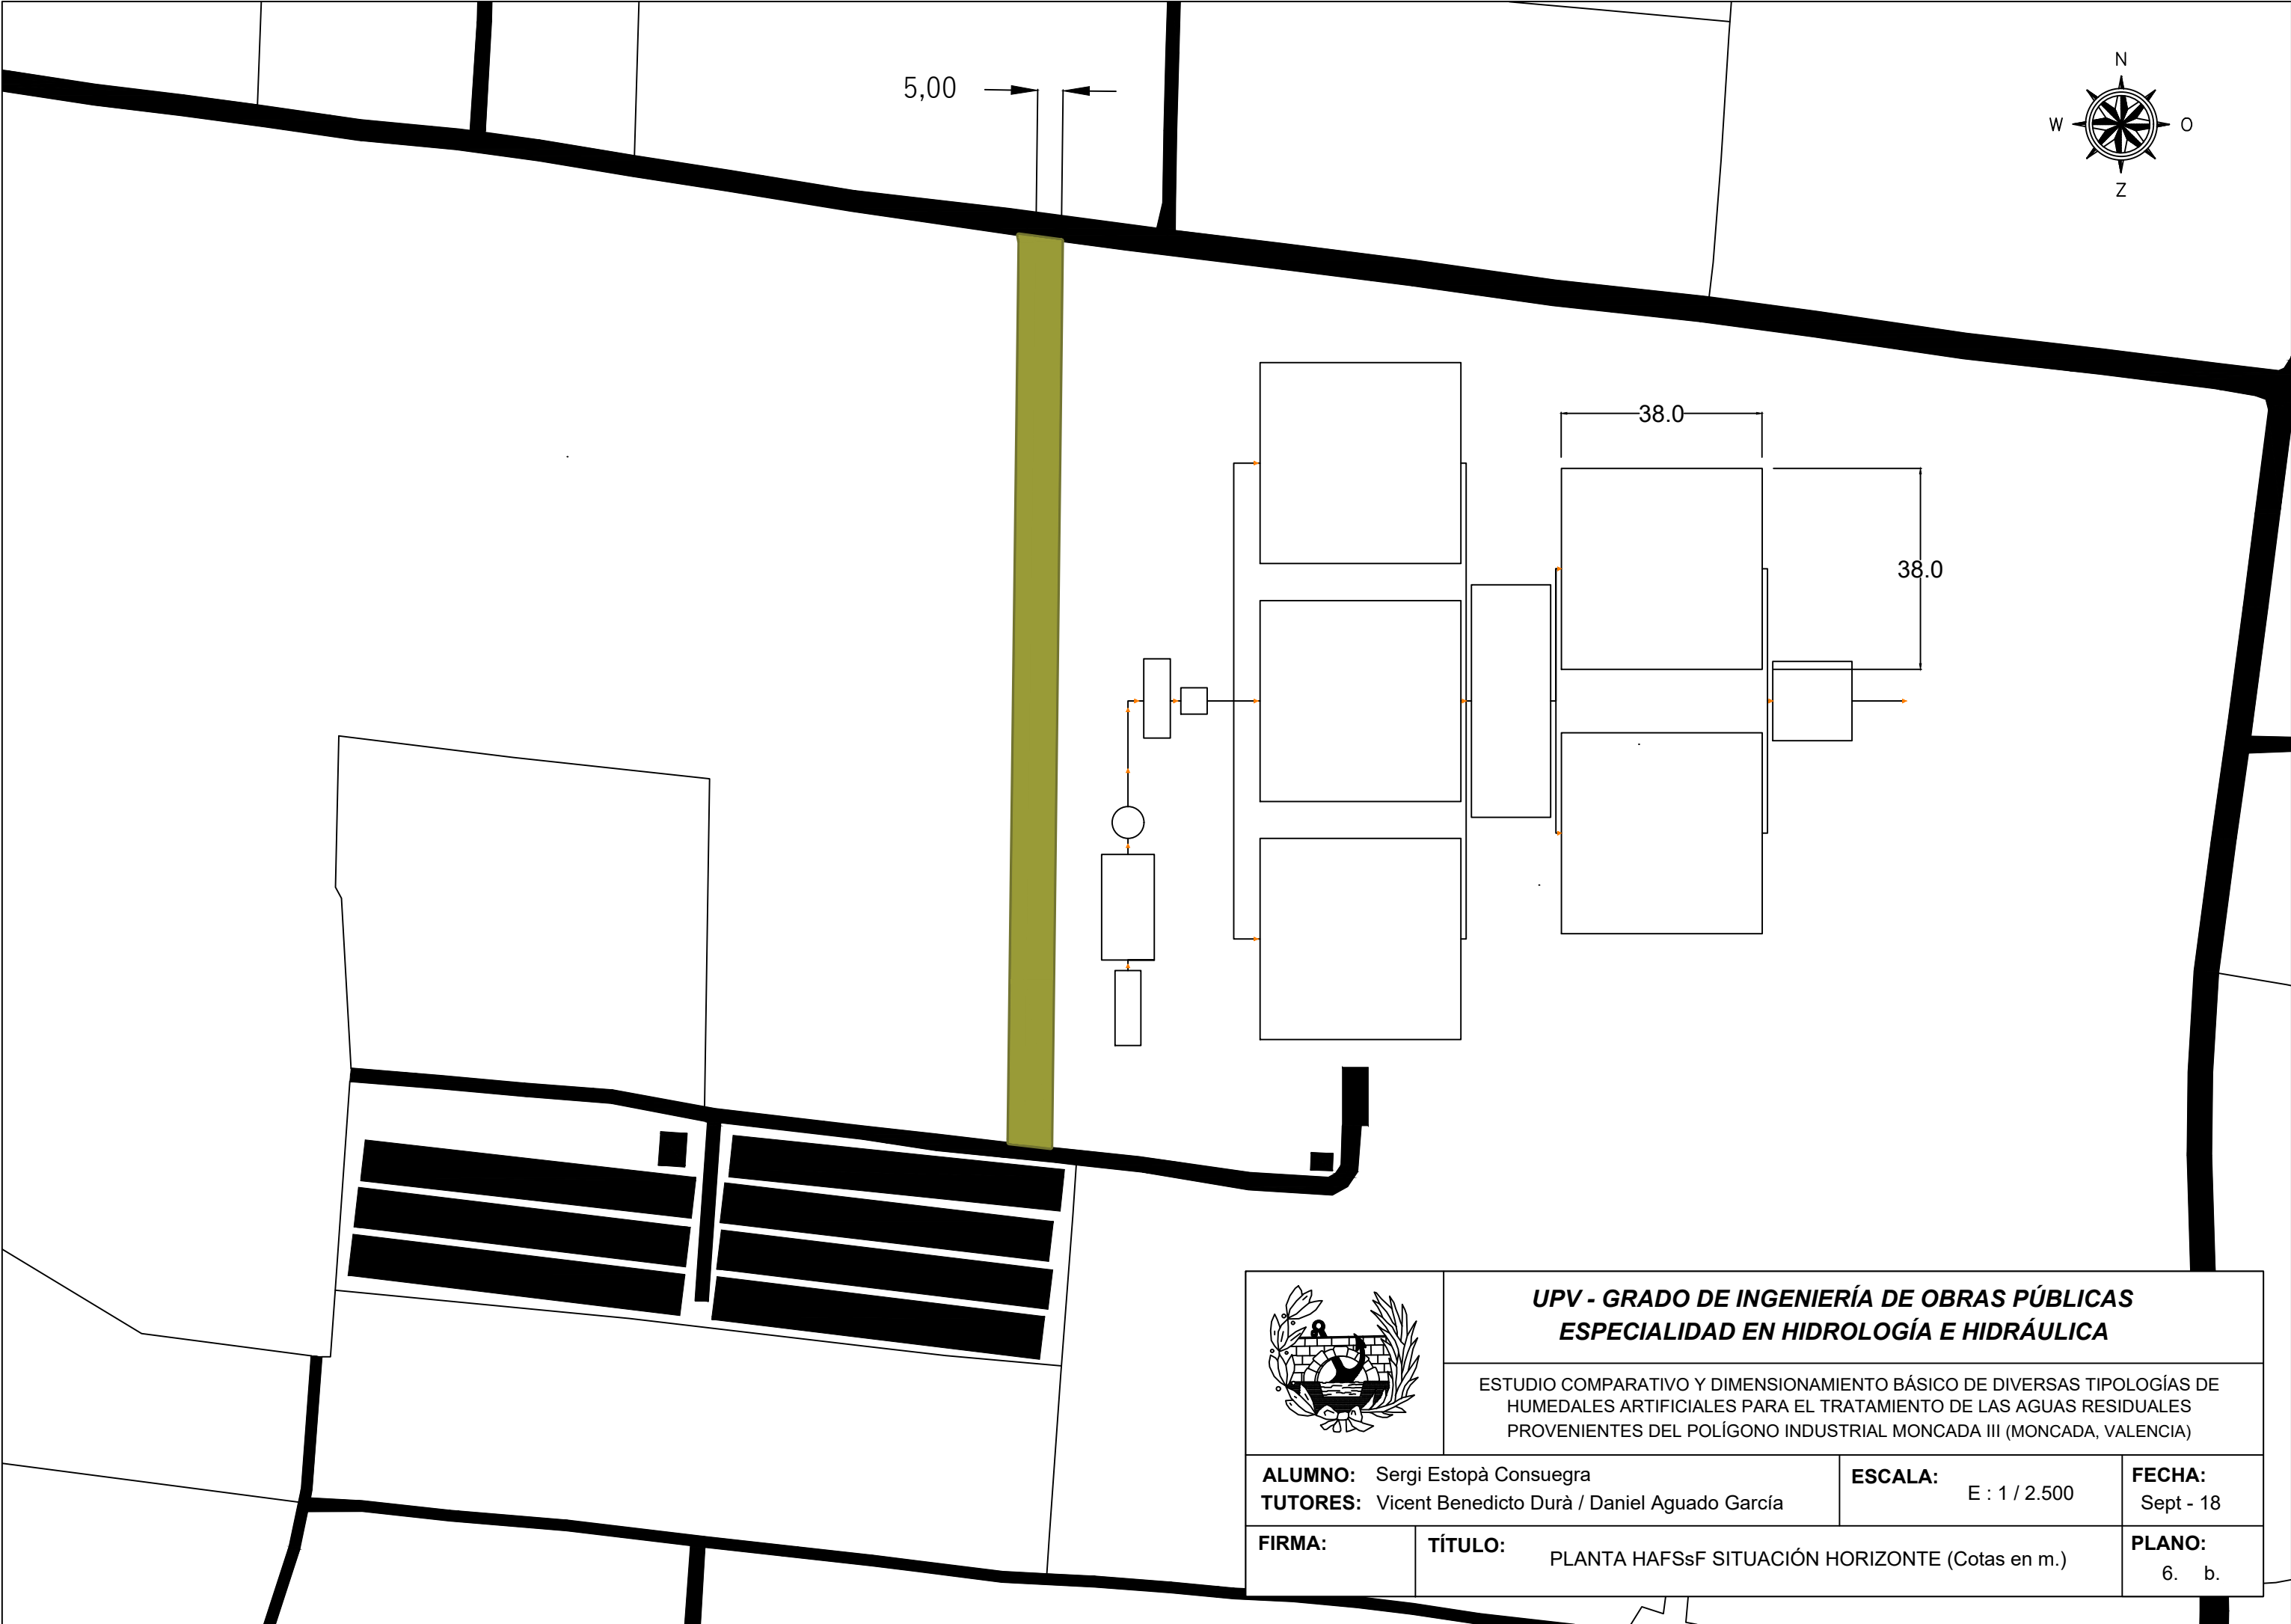 5,00
N
W
O
Z
38.0
38.0
UPV - GRADO DE INGENIERÍA DE OBRAS PÚBLICAS
ESPECIALIDAD EN HIDROLOGÍA E HIDRÁULICA
ESTUDIO COMPARATIVO Y DIMENSIONAMIENTO BÁSICO DE DIVERSAS TIPOLOGÍAS DE
HUMEDALES ARTIFICIALES PARA EL TRATAMIENTO DE LAS AGUAS RESIDUALES
PROVENIENTES DEL POLÍGONO INDUSTRIAL MONCADA III (MONCADA, VALENCIA)
ALUMNO: Sergi Estopà Consuegra
TUTORES: Vicent Benedicto Durà / Daniel Aguado García
ESCALA:
E : 1 / 2.500
FECHA:
Sept - 18
FIRMA:
TÍTULO:
PLANTA HAFSsF SITUACIÓN HORIZONTE (Cotas en m.)
PLANO:
6. b.